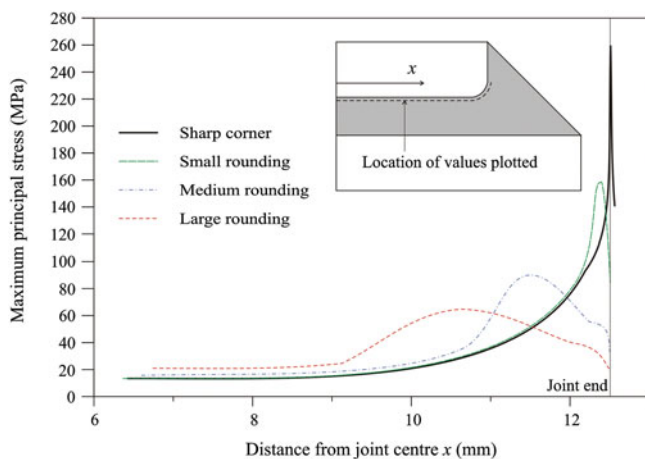 280
260
240
220
200
180
160
140
120
100
80
60
40
20
0
Maximum principal stress (MPa)
x
Location of values plotted
Sharp corner
Small rounding
Medium rounding
Large rounding
Joint end
6
8
10
12
Distance from joint centre x (mm)